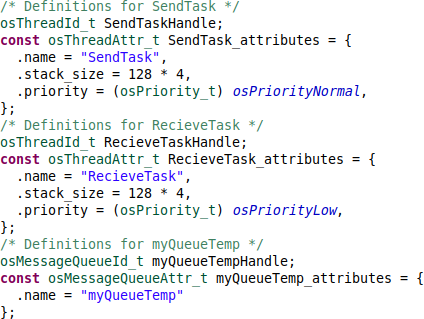 /* Definitions for SendTask */
osThreadId_t SendTaskHandle;
const osThreadAttr_t SendTask_attributes = {
  .name = "SendTask",
  .stack_size = 128 * 4,
  .priority = (osPriority_t) osPriorityNormal,
};
/* Definitions for RecieveTask */
osThreadId_t RecieveTaskHandle;
const osThreadAttr_t RecieveTask_attributes = {
  .name = "RecieveTask",
  .stack_size = 128 * 4,
  .priority = (osPriority_t) osPriorityLow,
};
/* Definitions for myQueueTemp */
osMessageQueueId_t myQueueTempHandle;
const osMessageQueueAttr_t myQueueTemp_attributes = {
  .name = "myQueueTemp"
};